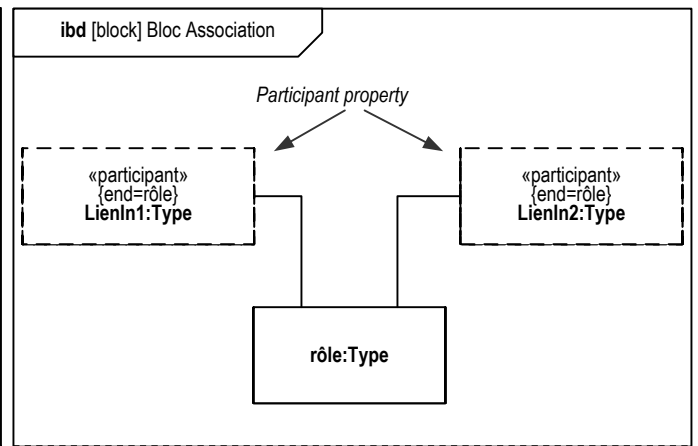 ibd [block] Bloc Association
Participant property
«participant»
{end=rôle}
LienIn1:Type
«participant»
{end=rôle}
LienIn2:Type
rôle:Type